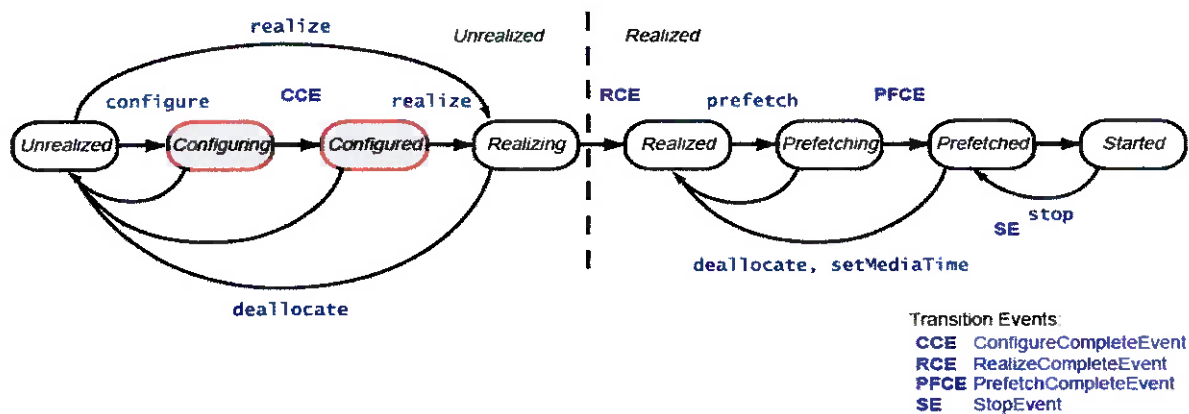 realize
Unrealized
Realized
configure
CCE
realize
RCE
prefetch
PFCE
Unrealized
Configuring
Configured
Realizing
Realized
Prefetching
Prefetched
Started
SE
stop
deallocate, setMediaTime
deallocate
Transition Events:
CCE ConfigureCompleteEvent
RCE RealizeCompleteEvent
PFCE PrefetchCompleteEvent
SE StopEvent